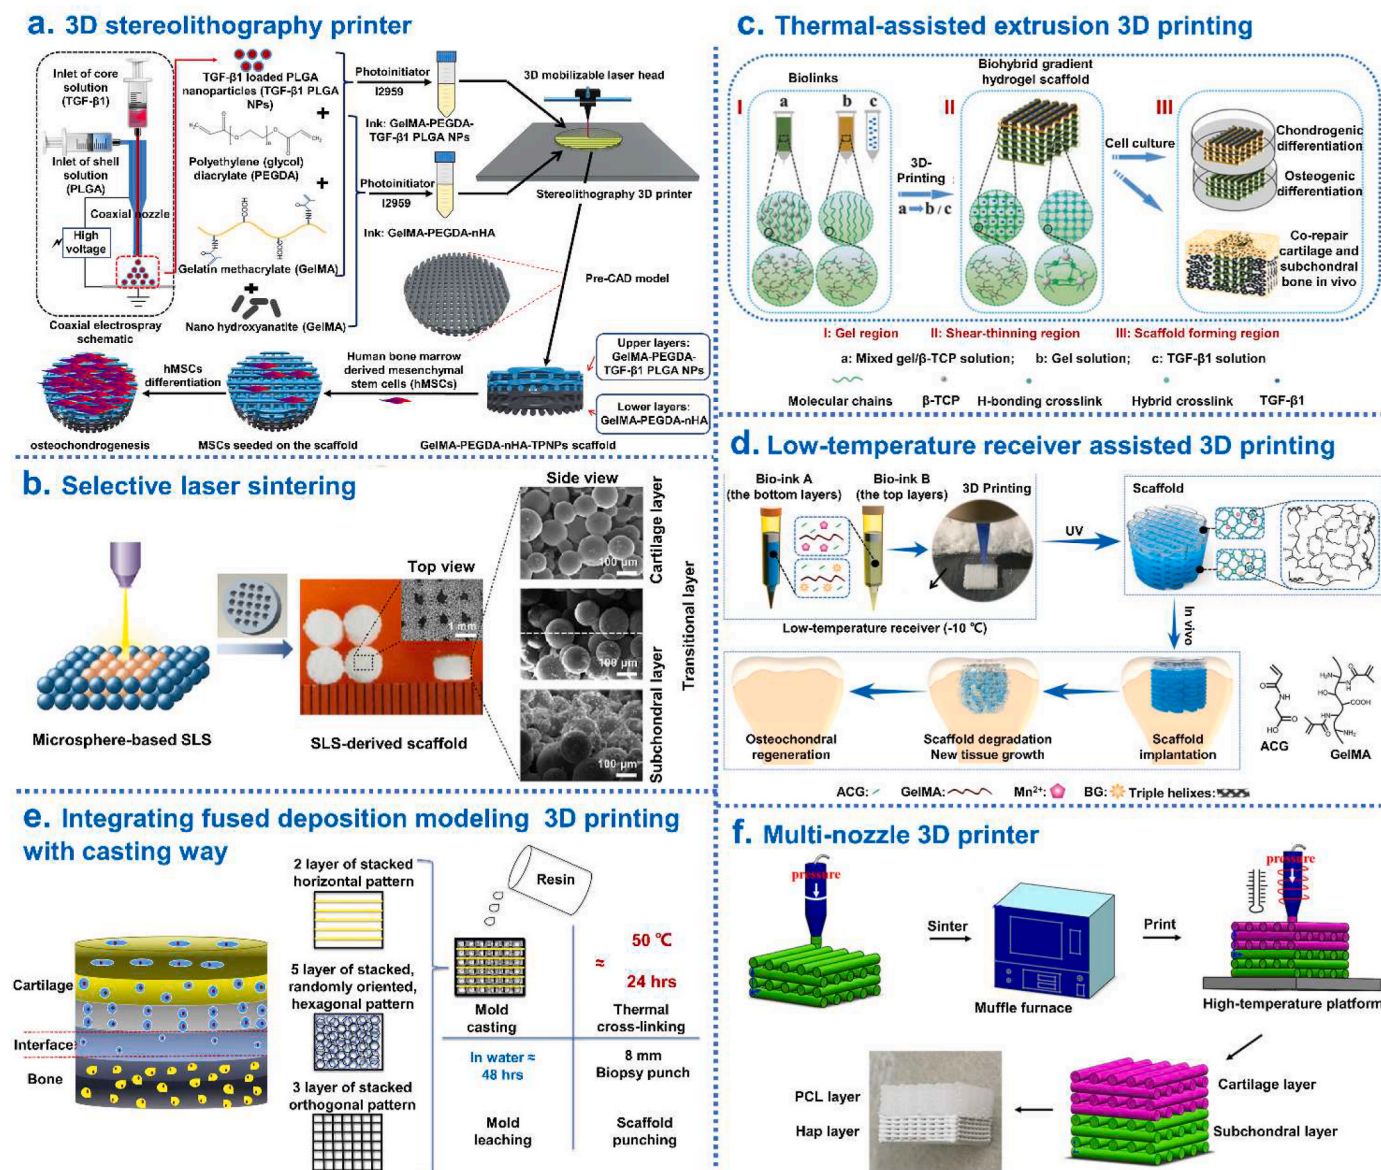 a. 3D stereolithography printer
Inlet of core
solution
(TGF-β1)
Inlet of shell
solution
(PLGA)
Coaxial nozzle
High
voltage
Coaxial electrospray
schematic
TGF-β1 loaded PLGA
nanoparticles (TGF-β1 PLGA
NPs)
+
Polyethylene (glycol)
diacrylate (PEGDA)
+
COOH
COOH
Gelatin methacrylate (GelMA)
+
Nano hydroxyanatite (GelMA)
Photoinitiator
I2959
Ink: GelMA-PEGDA-
TGF-β1 PLGA NPs
Photoinitiator
I2959
Ink: GelMA-PEGDA-nHA
3D mobilizable laser head
Stereolithography 3D printer
Pre-CAD model
Upper layers:
GelMA-PEGDA-
TGF-β1 PLGA NPs
Lower layers:
GelMA-PEGDA-nHA
Human bone marrow
derived mesenchymal
stem cells (hMSCs)
hMSCs
differentiation
osteochondrogenesis
MSCs seeded on the scaffold
GelMA-PEGDA-nHA-TPNPs scaffold
b. Selective laser sintering
Microsphere-based SLS
Top view
1 mm
SLS-derived scaffold
Side view
100 μm
100 μm
100 μm
Cartilage layer
Transitional layer
Subchondral layer
c. Thermal-assisted extrusion 3D printing
I
Biolinks
a
b
c
3D-
Printing
a
b / c
II
Biohybrid gradient
hydrogel scaffold
Cell culture
III
Chondrogenic
differentiation
Osteogenic
differentiation
Co-repair
cartilage and
subchondral
bone in vivo
I: Gel region
II: Shear-thinning region
III: Scaffold forming region
a: Mixed gel/β-TCP solution;
b: Gel solution;
c: TGF-β1 solution
Molecular chains
β-TCP
H-bonding crosslink
Hybrid crosslink
TGF-β1
d. Low-temperature receiver assisted 3D printing
Bio-ink A
(the bottom layers)
Bio-ink B
(the top layers)
3D Printing
Low-temperature receiver (-10 ℃)
UV
Scaffold
In vivo
Osteochondral
regeneration
Scaffold degradation
New tissue growth
Scaffold
implantation
ACG
GelMA
ACG:
GelMA:
Mn2+:
BG:
Triple helixes:
e. Integrating fused deposition modeling 3D printing
with casting way
Cartilage
Interface
Bone
2 layer of stacked
horizontal pattern
5 layer of stacked,
randomly oriented,
hexagonal pattern
3 layer of stacked
orthogonal pattern
Resin
Mold
casting
≈
50 ℃
24 hrs
Thermal
cross-linking
In water ≈
48 hrs
Mold
leaching
8 mm
Biopsy punch
Scaffold
punching
f. Multi-nozzle 3D printer
pressure
Sinter
Muffle furnace
Print
pressure
High-temperature platform
Cartilage layer
Subchondral layer
PCL layer
Hap layer